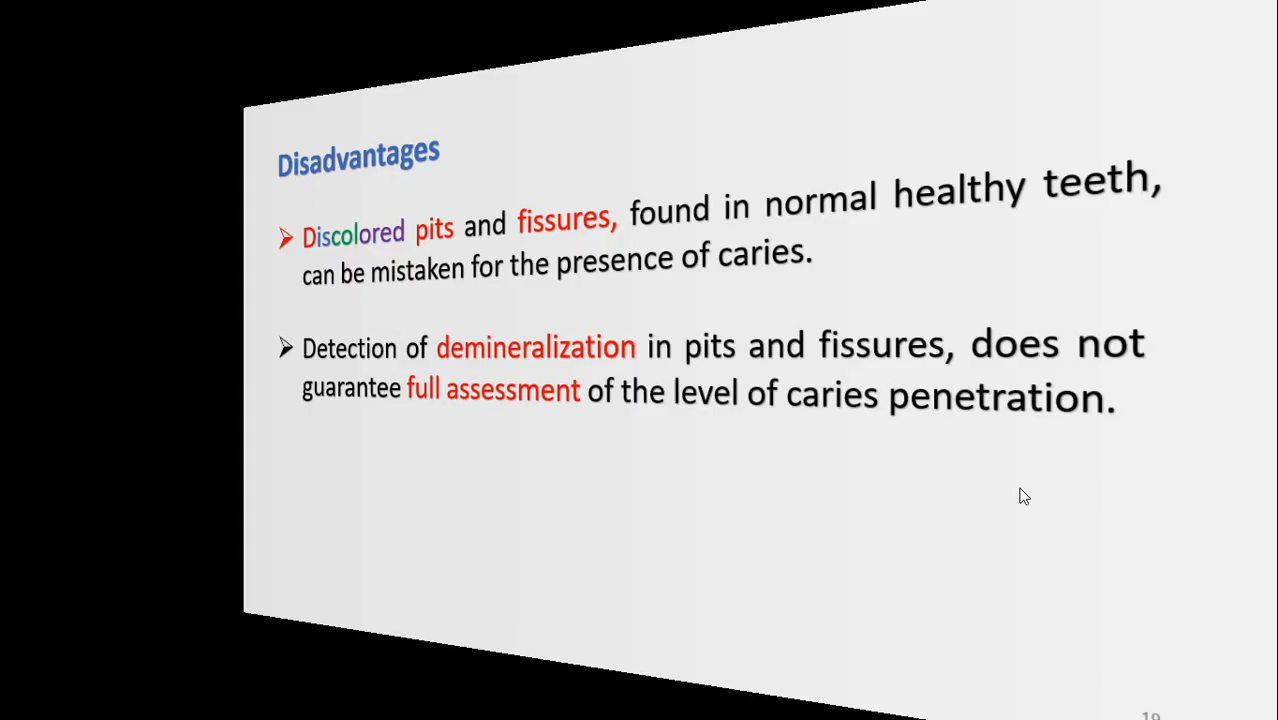 Disadvantages
➢ Discolored pits and fissures, found in normal healthy teeth,
can be mistaken for the presence of caries.
➢ Detection of demineralization in pits and fissures, does not
guarantee full assessment of the level of caries penetration.
19